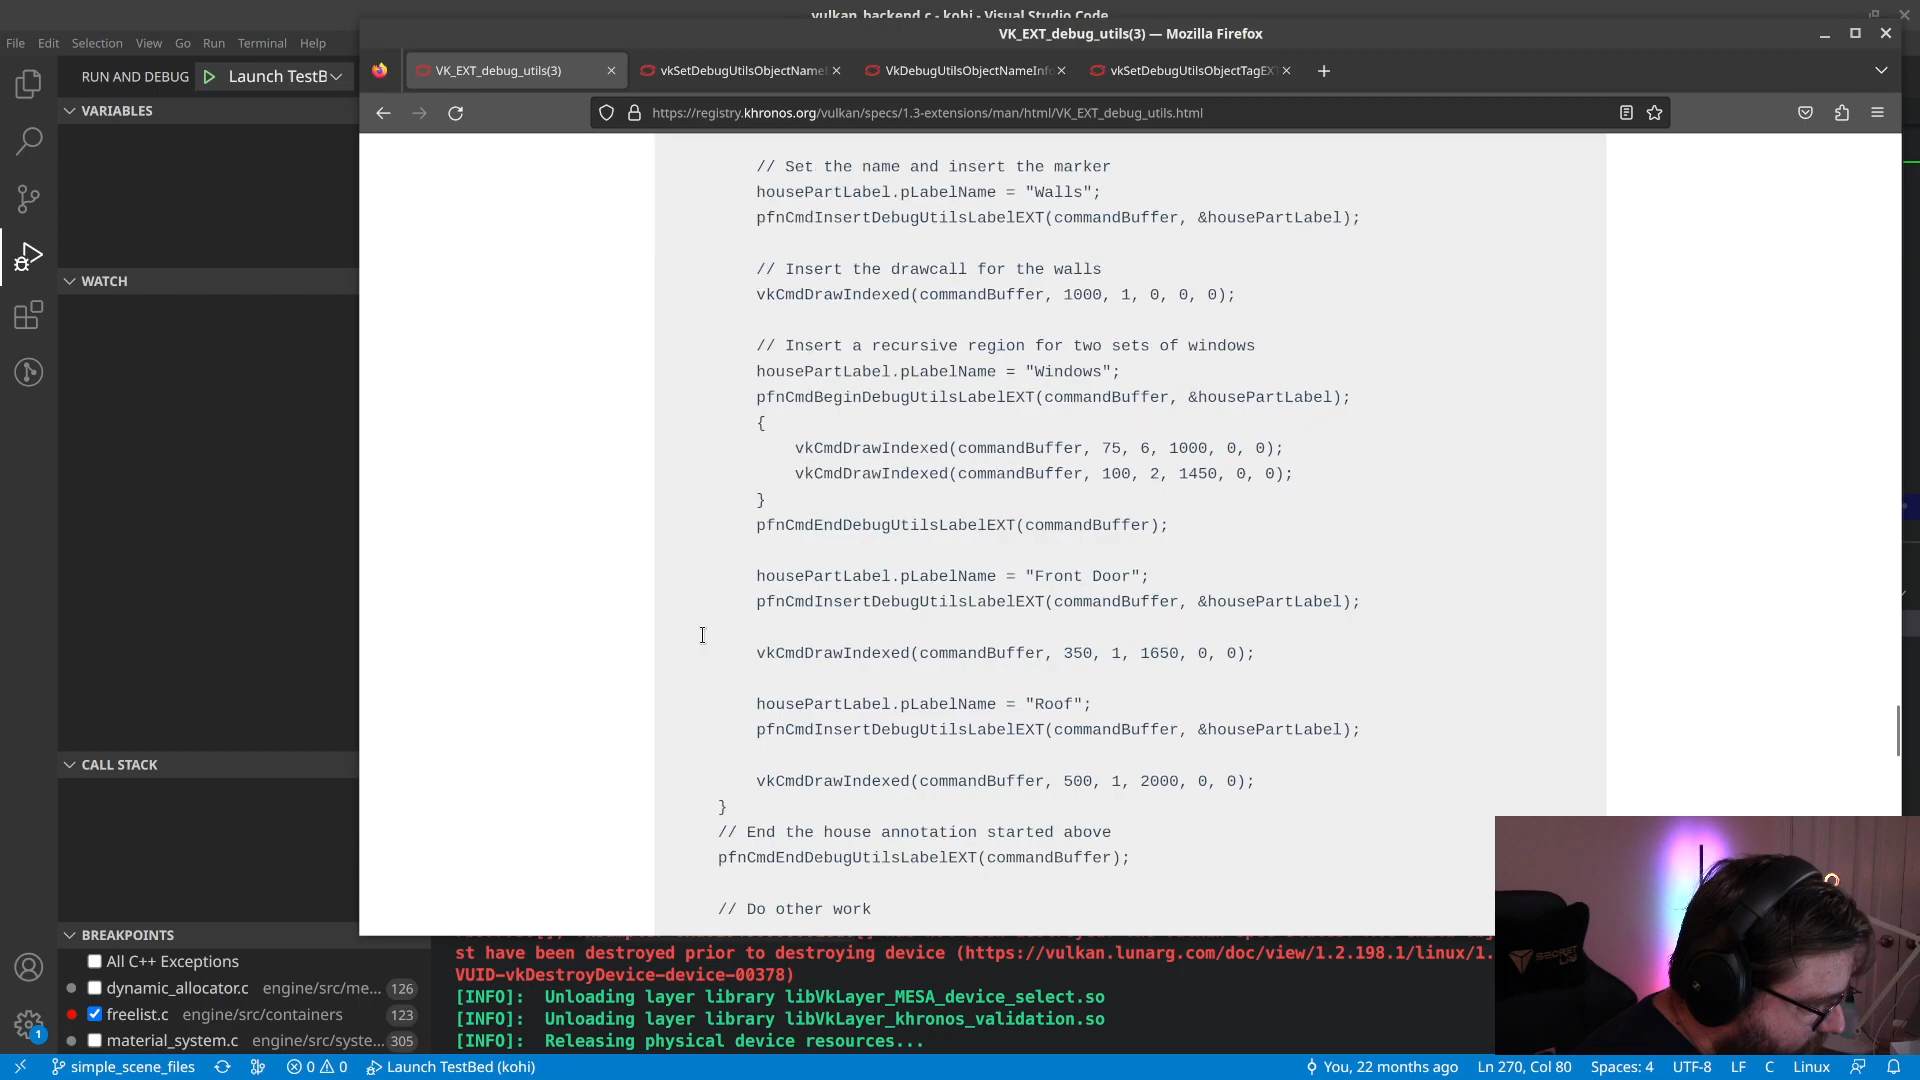 vulkan_backend.c - kohi - Visual Studio Code
VK_EXT_debug_utils(3) — Mozilla Firefox
File Edit Selection View Go Run Terminal Help
RUN AND DEBUG Launch TestB
VK_EXT_debug_utils(3)
vkSetDebugUtilsObjectNameE
VkDebugUtilsObjectNameInfo
vkSetDebugUtilsObjectTagEXT
VARIABLES
https://registry.khronos.org/vulkan/specs/1.3-extensions/man/html/VK_EXT_debug_utils.html
// Set the name and insert the marker
housePartLabel.pLabelName = "Walls";
pfnCmdInsertDebugUtilsLabelEXT(commandBuffer, &housePartLabel);
// Insert the drawcall for the walls
WATCH
vkCmdDrawIndexed(commandBuffer, 1000, 1, 0, 0, 0);
// Insert a recursive region for two sets of windows
housePartLabel.pLabelName = "Windows";
pfnCmdBeginDebugUtilsLabelEXT(commandBuffer, &housePartLabel);
{
vkCmdDrawIndexed(commandBuffer, 75, 6, 1000, 0, 0);
vkCmdDrawIndexed(commandBuffer, 100, 2, 1450, 0, 0);
}
pfnCmdEndDebugUtilsLabelEXT(commandBuffer);
housePartLabel.pLabelName = "Front Door";
pfnCmdInsertDebugUtilsLabelEXT(commandBuffer, &housePartLabel);
vkCmdDrawIndexed(commandBuffer, 350, 1, 1650, 0, 0);
housePartLabel.pLabelName = "Roof";
pfnCmdInsertDebugUtilsLabelEXT(commandBuffer, &housePartLabel);
CALL STACK
vkCmdDrawIndexed(commandBuffer, 500, 1, 2000, 0, 0);
}
// End the house annotation started above
pfnCmdEndDebugUtilsLabelEXT(commandBuffer);
// Do other work
BREAKPOINTS
All C++ Exceptions
dynamic_allocator.c engine/src/me... 126
freelist.c engine/src/containers 123
material_system.c engine/src/syste... 305
st have been destroyed prior to destroying device (https://vulkan.lunarg.com/doc/view/1.2.198.1/linux/1.
VUID-vkDestroyDevice-device-00378)
[INFO]: Unloading layer library libVkLayer_MESA_device_select.so
[INFO]: Unloading layer library libVkLayer_khronos_validation.so
[INFO]: Releasing physical device resources...
SECRET LAB
1
simple_scene_files 0 0 Launch TestBed (kohi) You, 22 months ago Ln 270, Col 80 Spaces: 4 UTF-8 LF C Linux